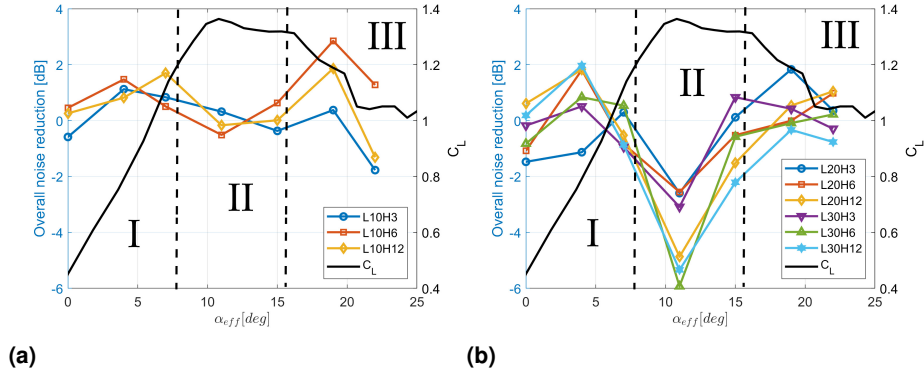 4
2
0
-2
-4
-6
Overall noise reduction [dB]
0 5 10 15 20 25
α_eff[deg]
1.4
1.2
1
0.8
0.6
0.4
C_L
I
II
III
L10H3
L10H6
L10H12
C_L
(a)
4
2
0
-2
-4
-6
Overall noise reduction [dB]
0 5 10 15 20 25
α_eff[deg]
1.4
1.2
1
0.8
0.6
0.4
C_L
I
II
III
L20H3
L20H6
L20H12
L30H3
L30H6
L30H12
C_L
(b)